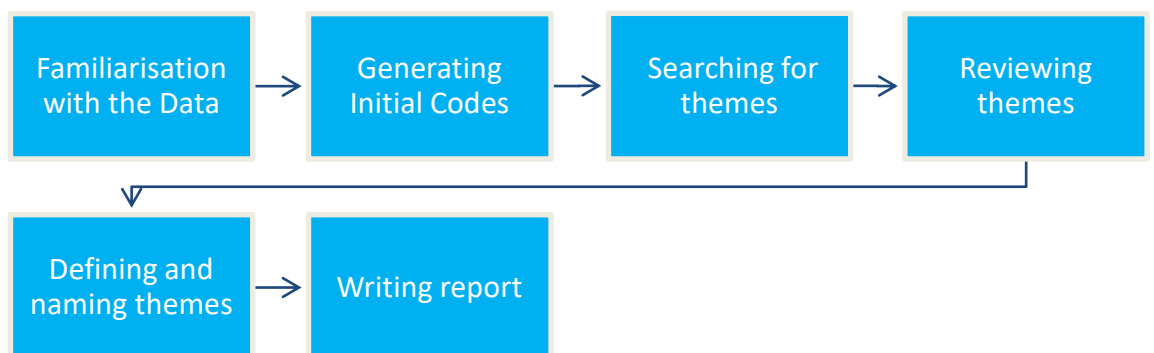 Familiarisation
with the Data
Generating
Initial Codes
Searching for
themes
Reviewing
themes
Defining and
naming themes
Writing report